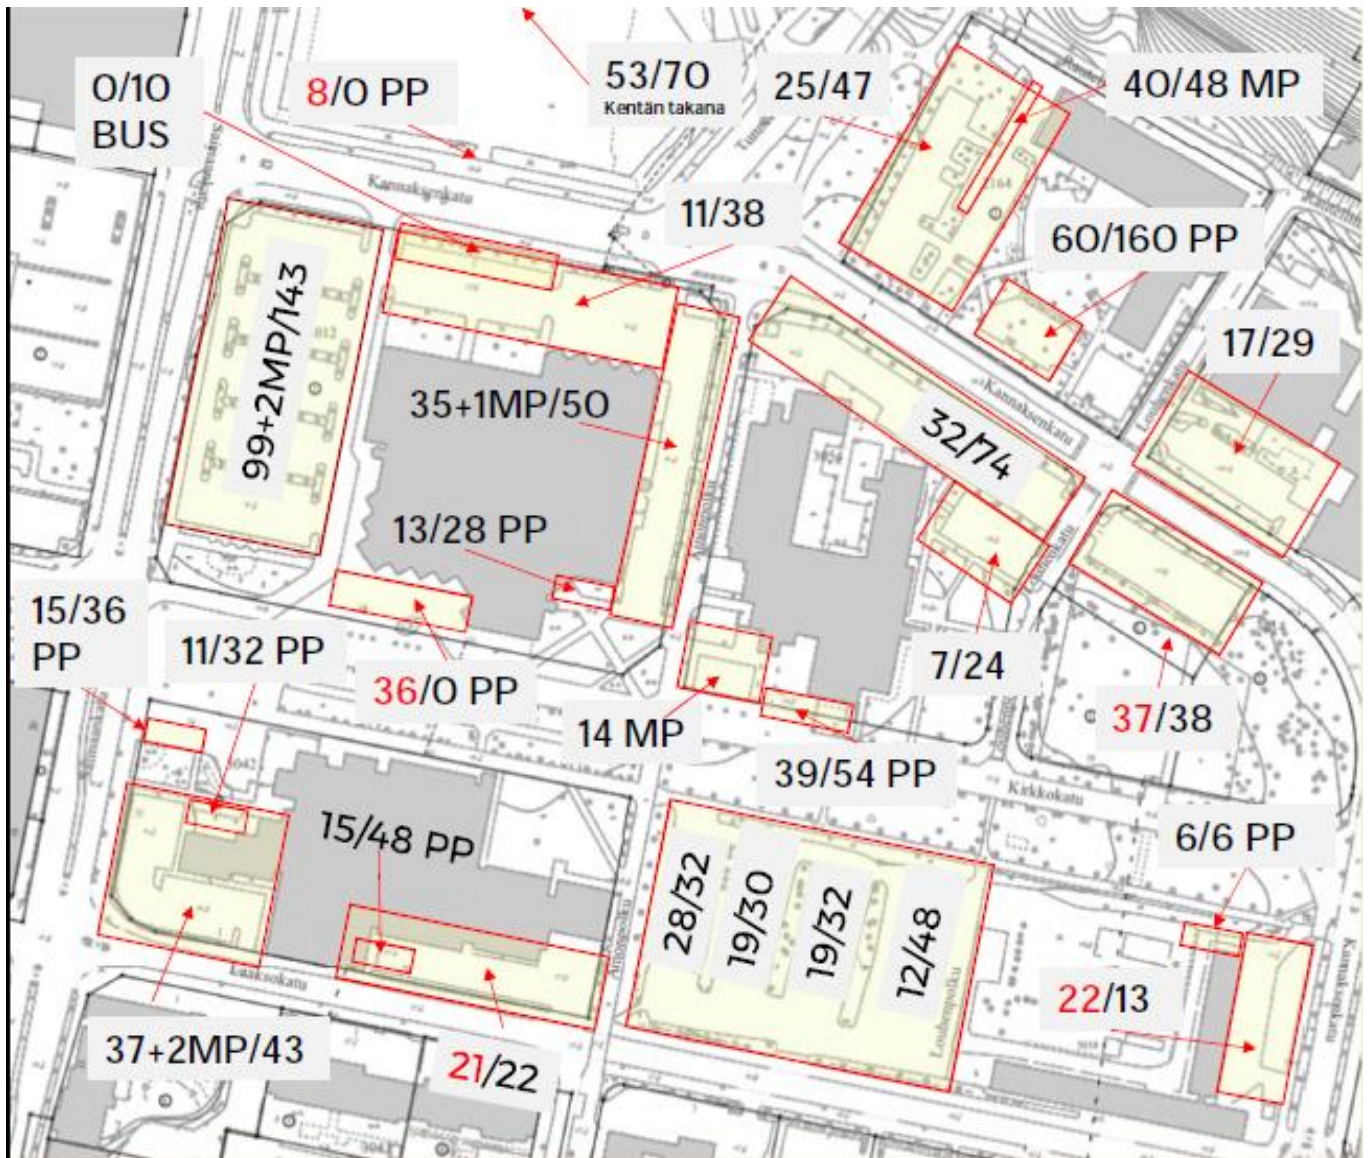 0/10
BUS
8/0 PP
53/70
Kentän takana
25/47
40/48 MP
Kannaksenkatu
11/38
60/160 PP
99+2MP/143
17/29
35+1MP/50
Kannaksenkatu
32/74
13/28 PP
15/36
PP
11/32 PP
36/0 PP
7/24
37/38
14 MP
39/54 PP
Kirkkokatu
15/48 PP
28/32
19/30
19/32
12/48
6/6 PP
Laaksokatu
Louhenpolku
22/13
Kannaksenkatu
37+2MP/43
21/22